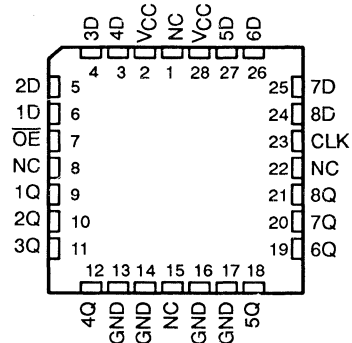 3D 4D VCC NC VCC 5D 6D
4 3 2 1 28 27 26
2D 5 25 7D
1D 6 24 8D
O̅E̅ 7 23 CLK
NC 8 22 NC
1Q 9 21 8Q
2Q 10 20 7Q
3Q 11 19 6Q
12 13 14 15 16 17 18
4Q GND GND NC GND GND 5Q